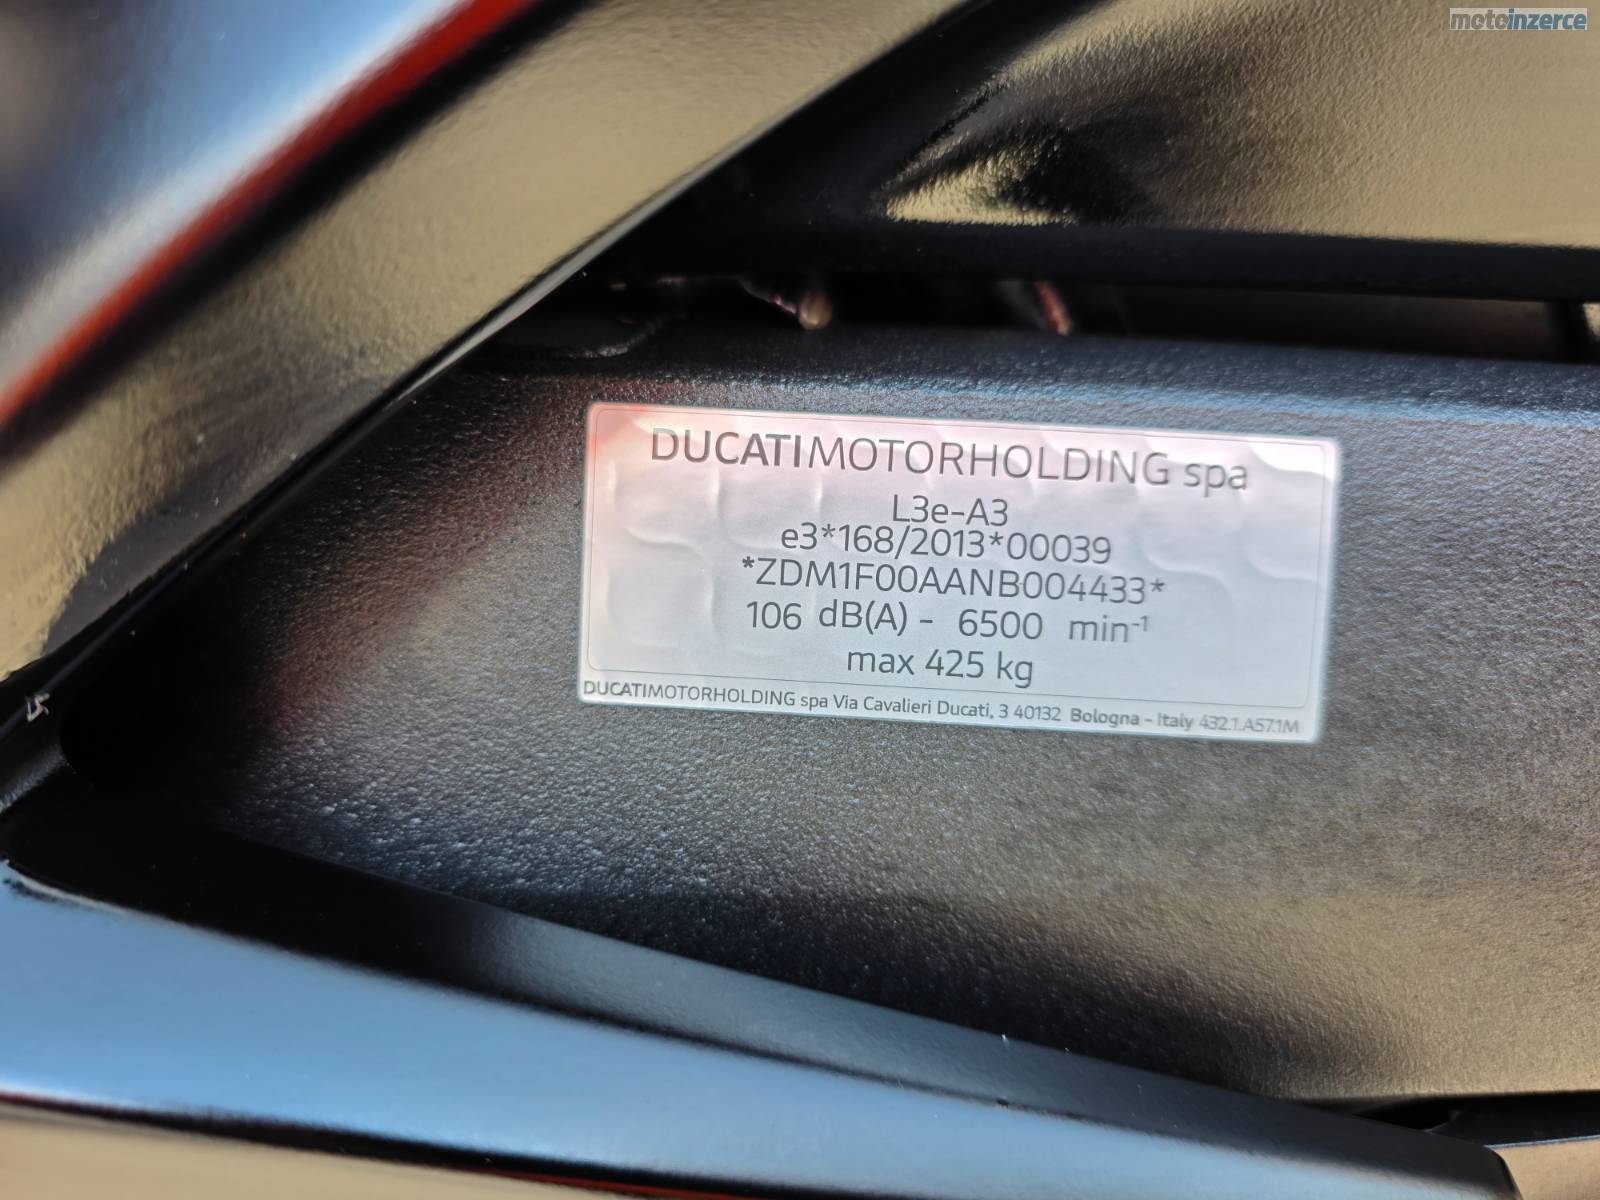 motoinzerce
DUCATIMOTORHOLDING spa
L3e-A3
e3*168/2013*00039
*ZDM1F00AANB004433*
106 dB(A) - 6500 min-1
max 425 kg
DUCATIMOTORHOLDING spa Via Cavalieri Ducati, 3 40132 Bologna - Italy 432.1.A57.1M